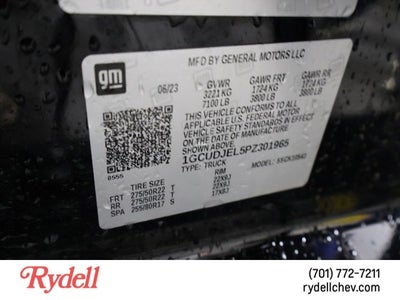 MFD BY GENERAL MOTORS LLC
gm
06/23
GVWR GAWR FRT GAWR RR
3221 KG 1724 KG 1724 KG
7100 LB 3800 LB 3800 LB
THIS VEHICLE CONFORMS TO ALL
APPLICABLE U.S. FEDERAL MOTOR
VEHICLE SAFETY STANDARDS IN
EFFECT ON THE DATE OF
MANUFACTURE SHOWN ABOVE.
1GCUDJEL5PZ301965
TYPE: TRUCK MODEL:
0555
TIRE SIZE RIM
FRT 275/50R22 T 22X9J
RR 275/50R22 T 22X9J
SPA 255/80R17 S 17X8J
Rydell
(701) 772-7211
rydellchev.com